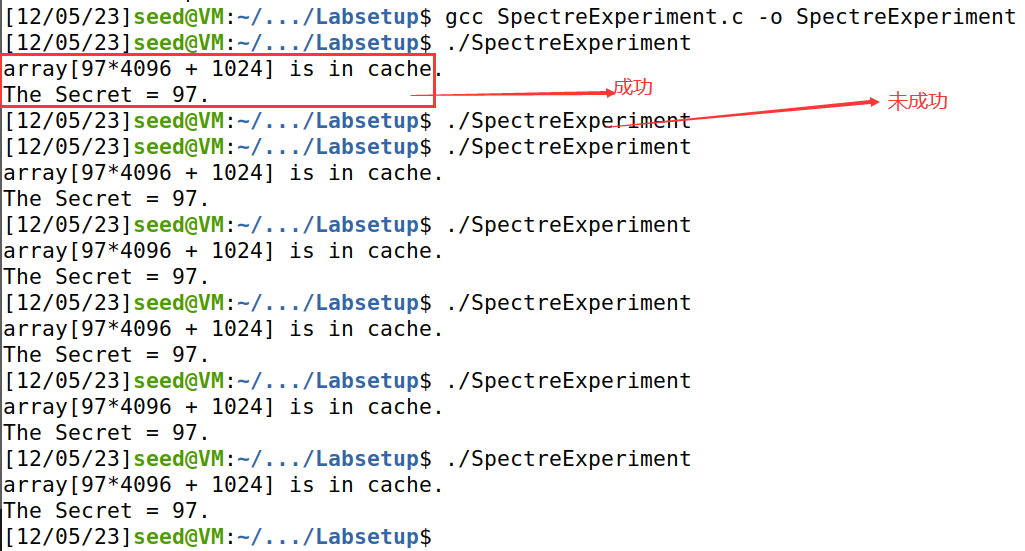 [12/05/23]seed@VM:~/.../Labsetup$ gcc SpectreExperiment.c -o SpectreExperiment
[12/05/23]seed@VM:~/.../Labsetup$ ./SpectreExperiment
array[97*4096 + 1024] is in cache.
The Secret = 97.
成功
[12/05/23]seed@VM:~/.../Labsetup$ ./SpectreExperiment
未成功
[12/05/23]seed@VM:~/.../Labsetup$ ./SpectreExperiment
array[97*4096 + 1024] is in cache.
The Secret = 97.
[12/05/23]seed@VM:~/.../Labsetup$ ./SpectreExperiment
array[97*4096 + 1024] is in cache.
The Secret = 97.
[12/05/23]seed@VM:~/.../Labsetup$ ./SpectreExperiment
array[97*4096 + 1024] is in cache.
The Secret = 97.
[12/05/23]seed@VM:~/.../Labsetup$ ./SpectreExperiment
array[97*4096 + 1024] is in cache.
The Secret = 97.
[12/05/23]seed@VM:~/.../Labsetup$ ./SpectreExperiment
array[97*4096 + 1024] is in cache.
The Secret = 97.
[12/05/23]seed@VM:~/.../Labsetup$